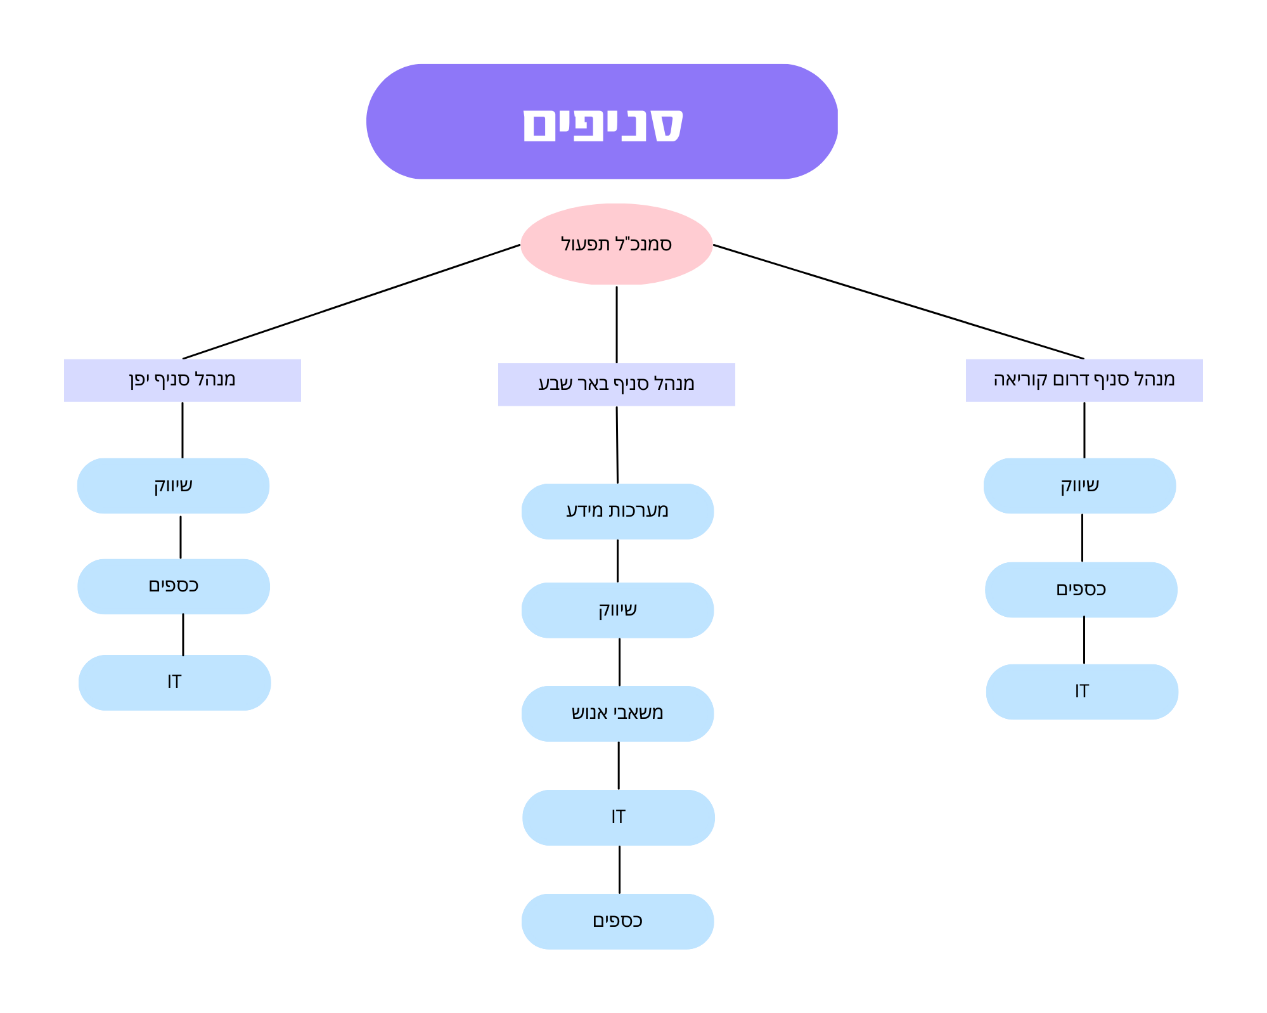 סניפים
סמנכ"ל תפעול
מנהל סניף דרום קוריאה
שיווק
כספים
IT
מנהל סניף באר שבע
מערכות מידע
שיווק
משאבי אנוש
IT
כספים
מנהל סניף יפן
שיווק
כספים
IT